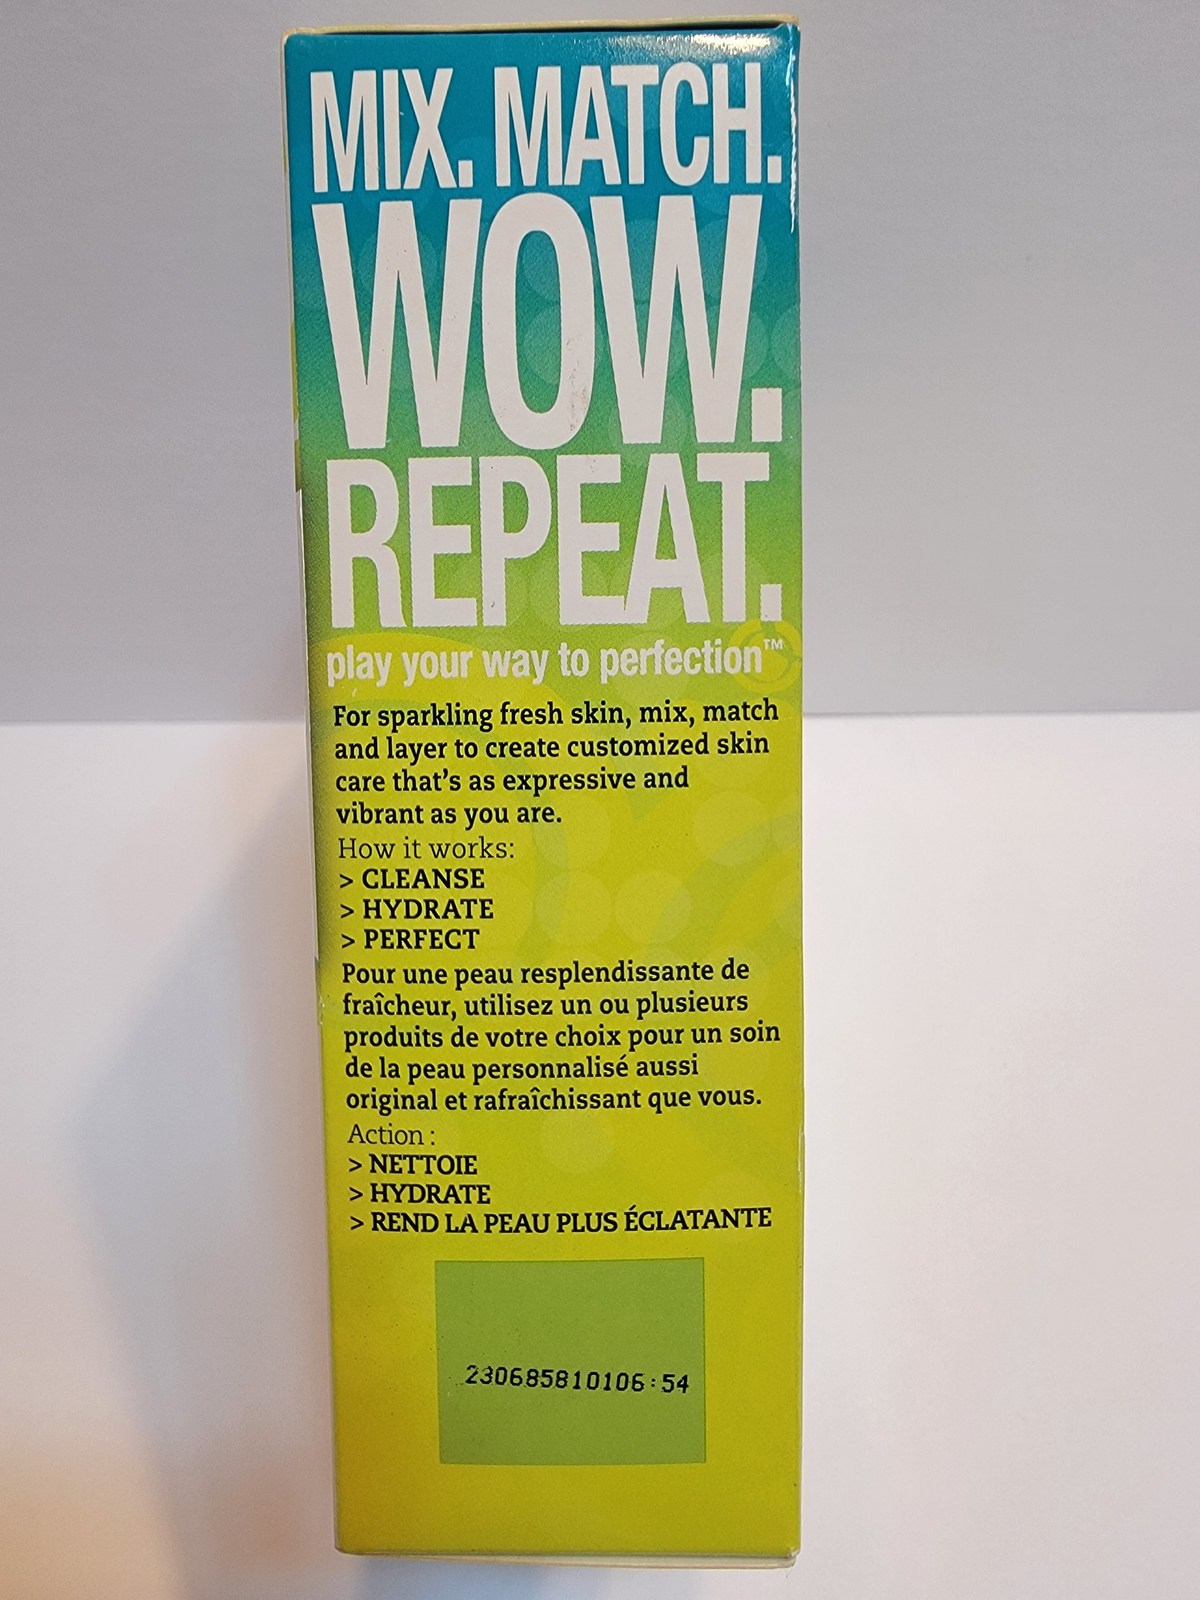 MIX. MATCH.
WOW.
REPEAT.
play your way to perfection™
For sparkling fresh skin, mix, match
and layer to create customized skin
care that's as expressive and
vibrant as you are.
How it works:
> CLEANSE
> HYDRATE
> PERFECT
Pour une peau resplendissante de
fraîcheur, utilisez un ou plusieurs
produits de votre choix pour un soin
de la peau personnalisé aussi
original et rafraîchissant que vous.
Action :
> NETTOIE
> HYDRATE
> REND LA PEAU PLUS ÉCLATANTE
230685810106:54